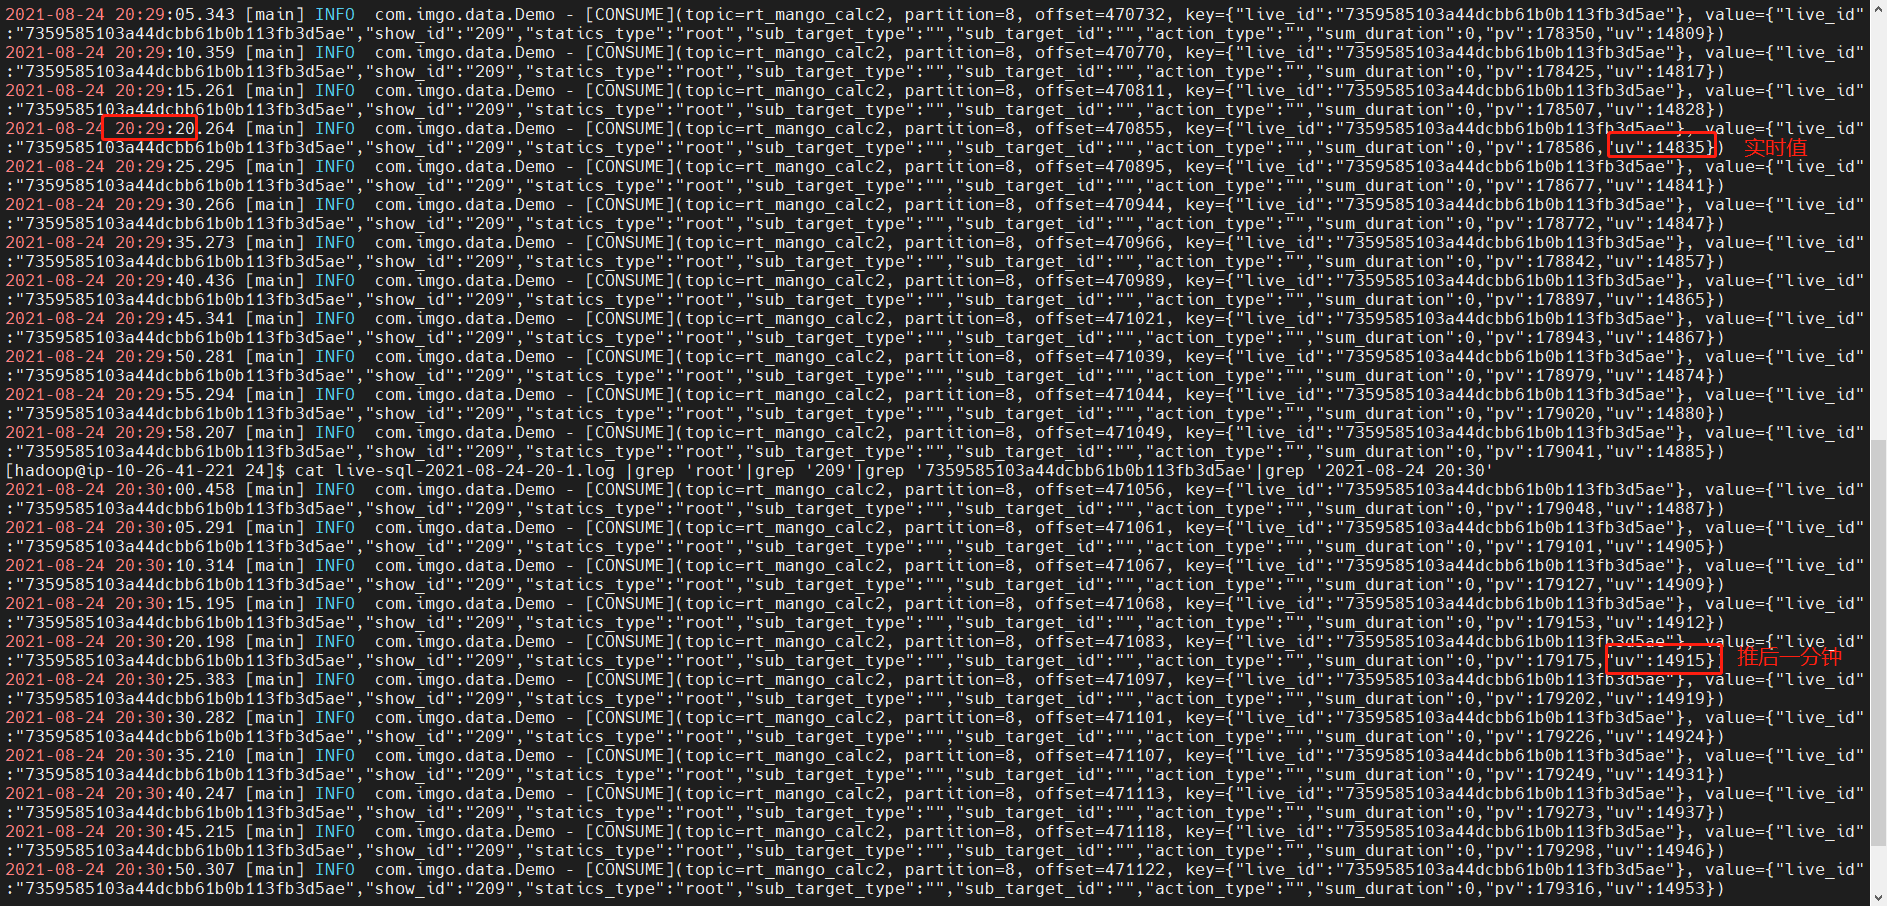 2021-08-24 20:29:05.343 [main] INFO  com.imgo.data.Demo - [CONSUME](topic=rt_mango_calc2, partition=8, offset=470732, key={"live_id":"7359585103a44dcbb61b0b113fb3d5ae"}, value={"live_id"
:"7359585103a44dcbb61b0b113fb3d5ae","show_id":"209","statics_type":"root","sub_target_type":"","sub_target_id":"","action_type":"","sum_duration":0,"pv":178350,"uv":14809})
2021-08-24 20:29:10.359 [main] INFO  com.imgo.data.Demo - [CONSUME](topic=rt_mango_calc2, partition=8, offset=470770, key={"live_id":"7359585103a44dcbb61b0b113fb3d5ae"}, value={"live_id"
:"7359585103a44dcbb61b0b113fb3d5ae","show_id":"209","statics_type":"root","sub_target_type":"","sub_target_id":"","action_type":"","sum_duration":0,"pv":178425,"uv":14817})
2021-08-24 20:29:15.261 [main] INFO  com.imgo.data.Demo - [CONSUME](topic=rt_mango_calc2, partition=8, offset=470811, key={"live_id":"7359585103a44dcbb61b0b113fb3d5ae"}, value={"live_id"
:"7359585103a44dcbb61b0b113fb3d5ae","show_id":"209","statics_type":"root","sub_target_type":"","sub_target_id":"","action_type":"","sum_duration":0,"pv":178507,"uv":14828})
2021-08-24 20:29:20.264 [main] INFO  com.imgo.data.Demo - [CONSUME](topic=rt_mango_calc2, partition=8, offset=470855, key={"live_id":"7359585103a44dcbb61b0b113fb3d5ae"}, value={"live_id"
:"7359585103a44dcbb61b0b113fb3d5ae","show_id":"209","statics_type":"root","sub_target_type":"","sub_target_id":"","action_type":"","sum_duration":0,"pv":178586,"uv":14835}) 实时值
2021-08-24 20:29:25.295 [main] INFO  com.imgo.data.Demo - [CONSUME](topic=rt_mango_calc2, partition=8, offset=470895, key={"live_id":"7359585103a44dcbb61b0b113fb3d5ae"}, value={"live_id"
:"7359585103a44dcbb61b0b113fb3d5ae","show_id":"209","statics_type":"root","sub_target_type":"","sub_target_id":"","action_type":"","sum_duration":0,"pv":178677,"uv":14841})
2021-08-24 20:29:30.266 [main] INFO  com.imgo.data.Demo - [CONSUME](topic=rt_mango_calc2, partition=8, offset=470944, key={"live_id":"7359585103a44dcbb61b0b113fb3d5ae"}, value={"live_id"
:"7359585103a44dcbb61b0b113fb3d5ae","show_id":"209","statics_type":"root","sub_target_type":"","sub_target_id":"","action_type":"","sum_duration":0,"pv":178772,"uv":14847})
2021-08-24 20:29:35.273 [main] INFO  com.imgo.data.Demo - [CONSUME](topic=rt_mango_calc2, partition=8, offset=470966, key={"live_id":"7359585103a44dcbb61b0b113fb3d5ae"}, value={"live_id"
:"7359585103a44dcbb61b0b113fb3d5ae","show_id":"209","statics_type":"root","sub_target_type":"","sub_target_id":"","action_type":"","sum_duration":0,"pv":178842,"uv":14857})
2021-08-24 20:29:40.436 [main] INFO  com.imgo.data.Demo - [CONSUME](topic=rt_mango_calc2, partition=8, offset=470989, key={"live_id":"7359585103a44dcbb61b0b113fb3d5ae"}, value={"live_id"
:"7359585103a44dcbb61b0b113fb3d5ae","show_id":"209","statics_type":"root","sub_target_type":"","sub_target_id":"","action_type":"","sum_duration":0,"pv":178897,"uv":14865})
2021-08-24 20:29:45.341 [main] INFO  com.imgo.data.Demo - [CONSUME](topic=rt_mango_calc2, partition=8, offset=471021, key={"live_id":"7359585103a44dcbb61b0b113fb3d5ae"}, value={"live_id"
:"7359585103a44dcbb61b0b113fb3d5ae","show_id":"209","statics_type":"root","sub_target_type":"","sub_target_id":"","action_type":"","sum_duration":0,"pv":178943,"uv":14867})
2021-08-24 20:29:50.281 [main] INFO  com.imgo.data.Demo - [CONSUME](topic=rt_mango_calc2, partition=8, offset=471039, key={"live_id":"7359585103a44dcbb61b0b113fb3d5ae"}, value={"live_id"
:"7359585103a44dcbb61b0b113fb3d5ae","show_id":"209","statics_type":"root","sub_target_type":"","sub_target_id":"","action_type":"","sum_duration":0,"pv":178979,"uv":14874})
2021-08-24 20:29:55.294 [main] INFO  com.imgo.data.Demo - [CONSUME](topic=rt_mango_calc2, partition=8, offset=471044, key={"live_id":"7359585103a44dcbb61b0b113fb3d5ae"}, value={"live_id"
:"7359585103a44dcbb61b0b113fb3d5ae","show_id":"209","statics_type":"root","sub_target_type":"","sub_target_id":"","action_type":"","sum_duration":0,"pv":179020,"uv":14880})
2021-08-24 20:29:58.207 [main] INFO  com.imgo.data.Demo - [CONSUME](topic=rt_mango_calc2, partition=8, offset=471049, key={"live_id":"7359585103a44dcbb61b0b113fb3d5ae"}, value={"live_id"
:"7359585103a44dcbb61b0b113fb3d5ae","show_id":"209","statics_type":"root","sub_target_type":"","sub_target_id":"","action_type":"","sum_duration":0,"pv":179041,"uv":14885})
[hadoop@ip-10-26-41-221 24]$ cat live-sql-2021-08-24-20-1.log |grep 'root'|grep '209'|grep '7359585103a44dcbb61b0b113fb3d5ae'|grep '2021-08-24 20:30'
2021-08-24 20:30:00.458 [main] INFO  com.imgo.data.Demo - [CONSUME](topic=rt_mango_calc2, partition=8, offset=471056, key={"live_id":"7359585103a44dcbb61b0b113fb3d5ae"}, value={"live_id"
:"7359585103a44dcbb61b0b113fb3d5ae","show_id":"209","statics_type":"root","sub_target_type":"","sub_target_id":"","action_type":"","sum_duration":0,"pv":179048,"uv":14887})
2021-08-24 20:30:05.291 [main] INFO  com.imgo.data.Demo - [CONSUME](topic=rt_mango_calc2, partition=8, offset=471061, key={"live_id":"7359585103a44dcbb61b0b113fb3d5ae"}, value={"live_id"
:"7359585103a44dcbb61b0b113fb3d5ae","show_id":"209","statics_type":"root","sub_target_type":"","sub_target_id":"","action_type":"","sum_duration":0,"pv":179101,"uv":14905})
2021-08-24 20:30:10.314 [main] INFO  com.imgo.data.Demo - [CONSUME](topic=rt_mango_calc2, partition=8, offset=471067, key={"live_id":"7359585103a44dcbb61b0b113fb3d5ae"}, value={"live_id"
:"7359585103a44dcbb61b0b113fb3d5ae","show_id":"209","statics_type":"root","sub_target_type":"","sub_target_id":"","action_type":"","sum_duration":0,"pv":179127,"uv":14909})
2021-08-24 20:30:15.195 [main] INFO  com.imgo.data.Demo - [CONSUME](topic=rt_mango_calc2, partition=8, offset=471068, key={"live_id":"7359585103a44dcbb61b0b113fb3d5ae"}, value={"live_id"
:"7359585103a44dcbb61b0b113fb3d5ae","show_id":"209","statics_type":"root","sub_target_type":"","sub_target_id":"","action_type":"","sum_duration":0,"pv":179153,"uv":14912})
2021-08-24 20:30:20.198 [main] INFO  com.imgo.data.Demo - [CONSUME](topic=rt_mango_calc2, partition=8, offset=471083, key={"live_id":"7359585103a44dcbb61b0b113fb3d5ae"}, value={"live_id"
:"7359585103a44dcbb61b0b113fb3d5ae","show_id":"209","statics_type":"root","sub_target_type":"","sub_target_id":"","action_type":"","sum_duration":0,"pv":179175,"uv":14915}) 推后一分钟
2021-08-24 20:30:25.383 [main] INFO  com.imgo.data.Demo - [CONSUME](topic=rt_mango_calc2, partition=8, offset=471097, key={"live_id":"7359585103a44dcbb61b0b113fb3d5ae"}, value={"live_id"
:"7359585103a44dcbb61b0b113fb3d5ae","show_id":"209","statics_type":"root","sub_target_type":"","sub_target_id":"","action_type":"","sum_duration":0,"pv":179202,"uv":14919})
2021-08-24 20:30:30.282 [main] INFO  com.imgo.data.Demo - [CONSUME](topic=rt_mango_calc2, partition=8, offset=471101, key={"live_id":"7359585103a44dcbb61b0b113fb3d5ae"}, value={"live_id"
:"7359585103a44dcbb61b0b113fb3d5ae","show_id":"209","statics_type":"root","sub_target_type":"","sub_target_id":"","action_type":"","sum_duration":0,"pv":179226,"uv":14924})
2021-08-24 20:30:35.210 [main] INFO  com.imgo.data.Demo - [CONSUME](topic=rt_mango_calc2, partition=8, offset=471107, key={"live_id":"7359585103a44dcbb61b0b113fb3d5ae"}, value={"live_id"
:"7359585103a44dcbb61b0b113fb3d5ae","show_id":"209","statics_type":"root","sub_target_type":"","sub_target_id":"","action_type":"","sum_duration":0,"pv":179249,"uv":14931})
2021-08-24 20:30:40.247 [main] INFO  com.imgo.data.Demo - [CONSUME](topic=rt_mango_calc2, partition=8, offset=471113, key={"live_id":"7359585103a44dcbb61b0b113fb3d5ae"}, value={"live_id"
:"7359585103a44dcbb61b0b113fb3d5ae","show_id":"209","statics_type":"root","sub_target_type":"","sub_target_id":"","action_type":"","sum_duration":0,"pv":179273,"uv":14937})
2021-08-24 20:30:45.215 [main] INFO  com.imgo.data.Demo - [CONSUME](topic=rt_mango_calc2, partition=8, offset=471118, key={"live_id":"7359585103a44dcbb61b0b113fb3d5ae"}, value={"live_id"
:"7359585103a44dcbb61b0b113fb3d5ae","show_id":"209","statics_type":"root","sub_target_type":"","sub_target_id":"","action_type":"","sum_duration":0,"pv":179298,"uv":14946})
2021-08-24 20:30:50.307 [main] INFO  com.imgo.data.Demo - [CONSUME](topic=rt_mango_calc2, partition=8, offset=471122, key={"live_id":"7359585103a44dcbb61b0b113fb3d5ae"}, value={"live_id"
:"7359585103a44dcbb61b0b113fb3d5ae","show_id":"209","statics_type":"root","sub_target_type":"","sub_target_id":"","action_type":"","sum_duration":0,"pv":179316,"uv":14953})